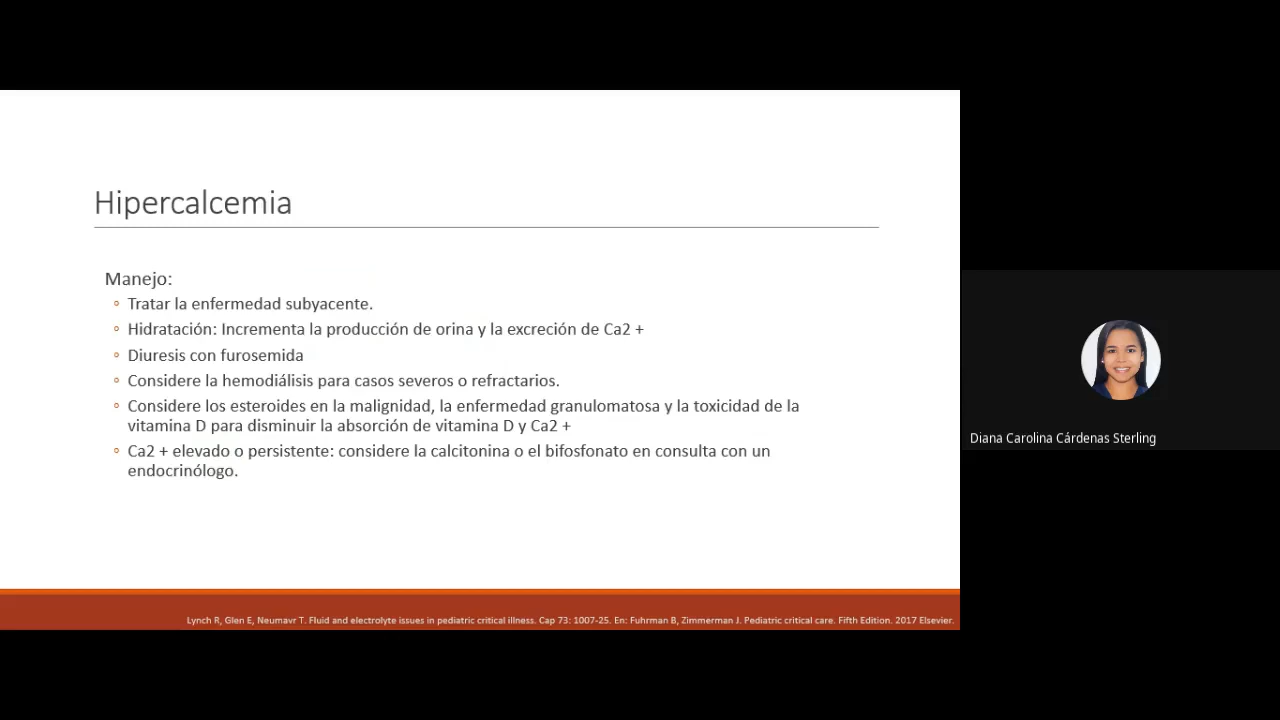 Hipercalcemia
Manejo:
◦ Tratar la enfermedad subyacente.
◦ Hidratación: Incrementa la producción de orina y la excreción de Ca2 +
◦ Diuresis con furosemida
◦ Considere la hemodiálisis para casos severos o refractarios.
◦ Considere los esteroides en la malignidad, la enfermedad granulomatosa y la toxicidad de la
vitamina D para disminuir la absorción de vitamina D y Ca2 +
◦ Ca2 + elevado o persistente: considere la calcitonina o el bifosfonato en consulta con un
endocrinólogo.
Lynch R, Glen E, Neumavr T. Fluid and electrolyte issues in pediatric critical illness. Cap 73: 1007-25. En: Fuhrman B, Zimmerman J. Pediatric critical care. Fifth Edition. 2017 Elsevier.
Diana Carolina Cárdenas Sterling